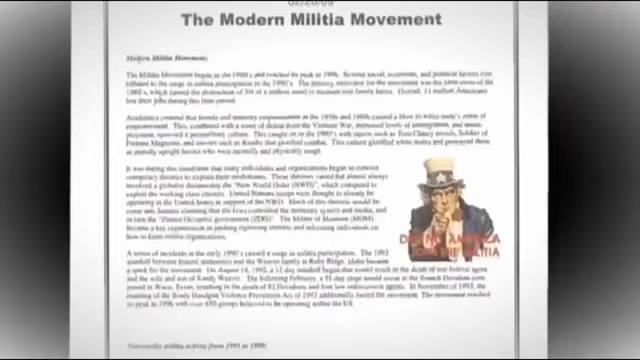 02/20/09
The Modern Militia Movement
Modern Militia Movement:
The Militia Movement began in the 1980's and reached its peak in 1996. Several social, economic, and political factors con-
tributed to the surge in militia participation in the 1990's. The primary motivator for the movement was the farm crisis of the
1980's, which caused the destruction of 3/4 of a million small to medium size family farms. Overall, 11 million Americans
lost their jobs during this time period.
Academics contend that female and minority empowerment in the 1970s and 1960s caused a blow to white male's sense of
empowerment. This, combined with a sense of defeat from the Vietnam War, increased levels of immigration, and unem-
ployment, spawned a paramilitary culture. This caught on in the 1980's with reports such as Tom Clancy novels, Soldier of
Fortune Magazine, and movies such as Rambo that glorified combat. This culture glorified white males and portrayed them
as morally upright heroes who were mentally and physically tough.
It was during this timeframe that many individuals and organizations began to concoct
conspiracy theories to explain their misfortunes. These theories varied but almost always
involved a globalist dictatorship the "New World Order (NWO)", which conspired to
exploit the working class citizens. United Nations troops were thought to already be
operating in the United States in support of the NWO. Much of this rhetoric would be
come anti-Semitic claiming that the Jews controlled the monetary system and media, and
in turn the "Zionist Occupied government (ZOG)". The Militia of Montana (MOM)
became a key organization in pushing rightwing rhetoric and informing individuals on
how to form militia organizations.
DEFEND AMERICA
MILITIA
A series of incidents in the early 1990's caused a surge in militia participation. The 1992
standoff between federal authorities and the Weaver family at Ruby Ridge, Idaho became
a spark for the movement. On August 14, 1992, a 12 day standoff began that would result in the death of one federal agent
and the wife and son of Randy Weaver. The following February, a 51 day siege would occur at the Branch Davidian com-
pound in Waco, Texas, resulting in the death of 82 Davidians and four law enforcement agents. In November of 1993, the
enacting of the Brady Handgun Violence Prevention Act of 1993 additionally fueled the movement. The movement reached
its peak in 1996 with over 850 groups believed to be operating within the US.
Noteworthy militia activity from 1995 to 1999: